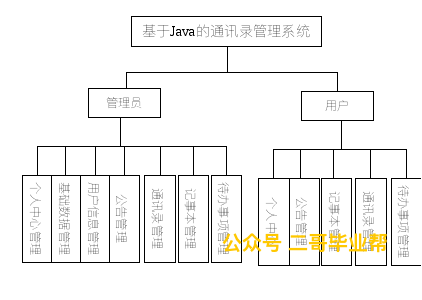 基于Java的通讯录管理系统
管理员
用户
个人中心管理
基础数据管理
用户信息管理
公告管理
通讯录管理
记事本管理
待办事项管理
个人中
公告管理
记事本管理
通讯录管理
待办事项管理
公众号 二哥毕业帮